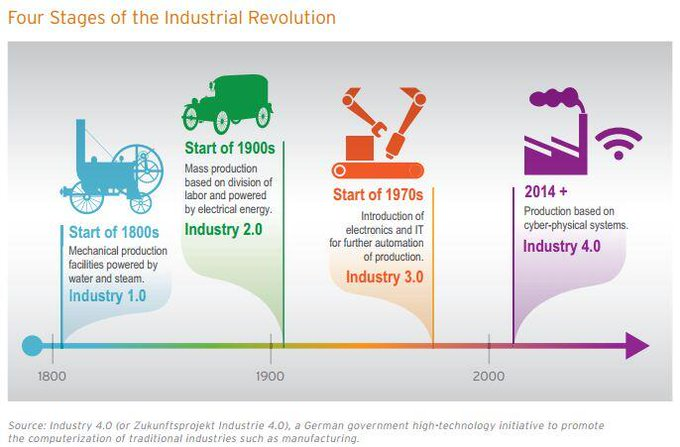 Four Stages of the Industrial Revolution
Start of 1800s
Mechanical production
facilities powered by
water and steam.
Industry 1.0
Start of 1900s
Mass production
based on division of
labor and powered
by electrical energy.
Industry 2.0
Start of 1970s
Introduction of
electronics and IT
for further automation
of production.
Industry 3.0
2014 +
Production based on
cyber-physical systems.
Industry 4.0
1800
1900
2000
Source: Industry 4.0 (or Zukunftsprojekt Industrie 4.0), a German government high-technology initiative to promote
the computerization of traditional industries such as manufacturing.